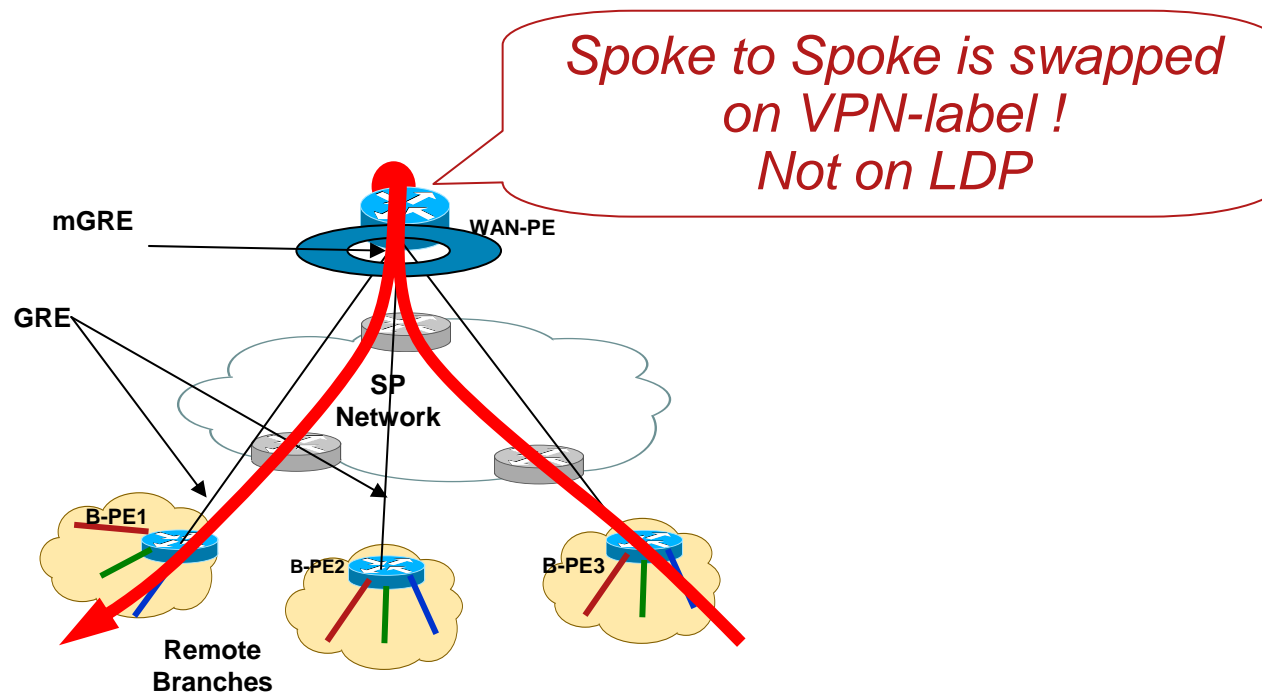 Spoke to Spoke is swapped
on VPN-label !
Not on LDP
mGRE
WAN-PE
GRE
SP
Network
B-PE1
B-PE2
B-PE3
Remote
Branches